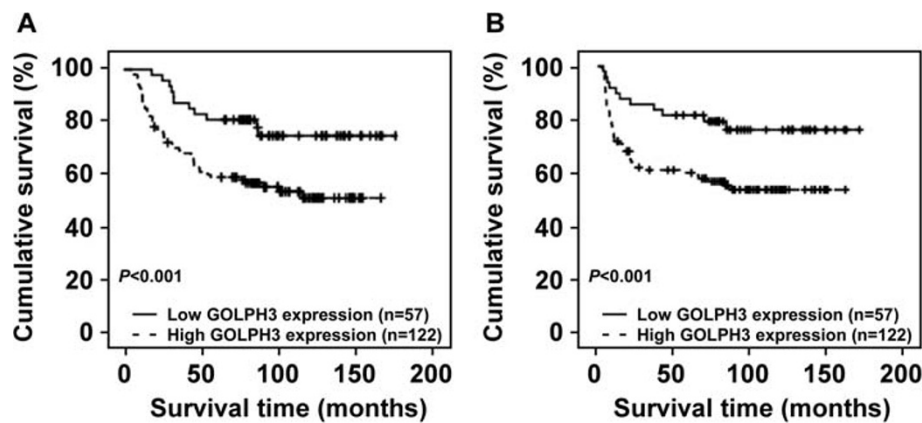 A
Cumulative survival (%)
100
80
60
40
20
0
P<0.001
Low GOLPH3 expression (n=57)
High GOLPH3 expression (n=122)
0 50 100 150 200
Survival time (months)
B
Cumulative survival (%)
100
80
60
40
20
0
P<0.001
Low GOLPH3 expression (n=57)
High GOLPH3 expression (n=122)
0 50 100 150 200
Survival time (months)